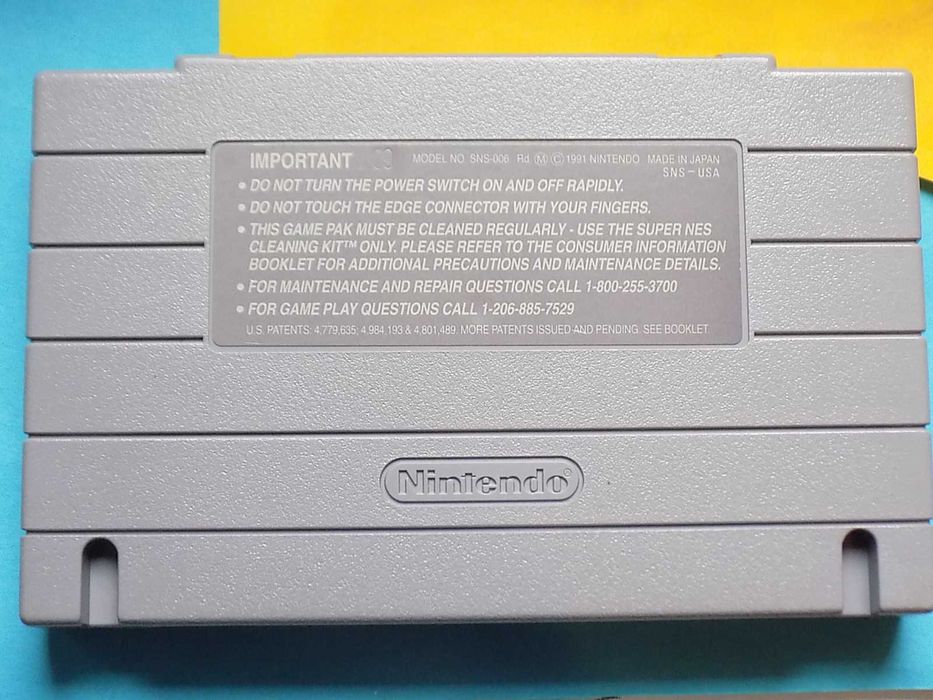 IMPORTANT MODEL NO. SNS-006 Rd Ⓜ Ⓒ 1991 NINTENDO MADE IN JAPAN
SNS-USA
• DO NOT TURN THE POWER SWITCH ON AND OFF RAPIDLY.
• DO NOT TOUCH THE EDGE CONNECTOR WITH YOUR FINGERS.
• THIS GAME PAK MUST BE CLEANED REGULARLY - USE THE SUPER NES
CLEANING KIT™ ONLY. PLEASE REFER TO THE CONSUMER INFORMATION
BOOKLET FOR ADDITIONAL PRECAUTIONS AND MAINTENANCE DETAILS.
• FOR MAINTENANCE AND REPAIR QUESTIONS CALL 1-800-255-3700
• FOR GAME PLAY QUESTIONS CALL 1-206-885-7529
U.S. PATENTS: 4,779,635; 4,984,193 & 4,801,489. MORE PATENTS ISSUED AND PENDING. SEE BOOKLET.
Nintendo®